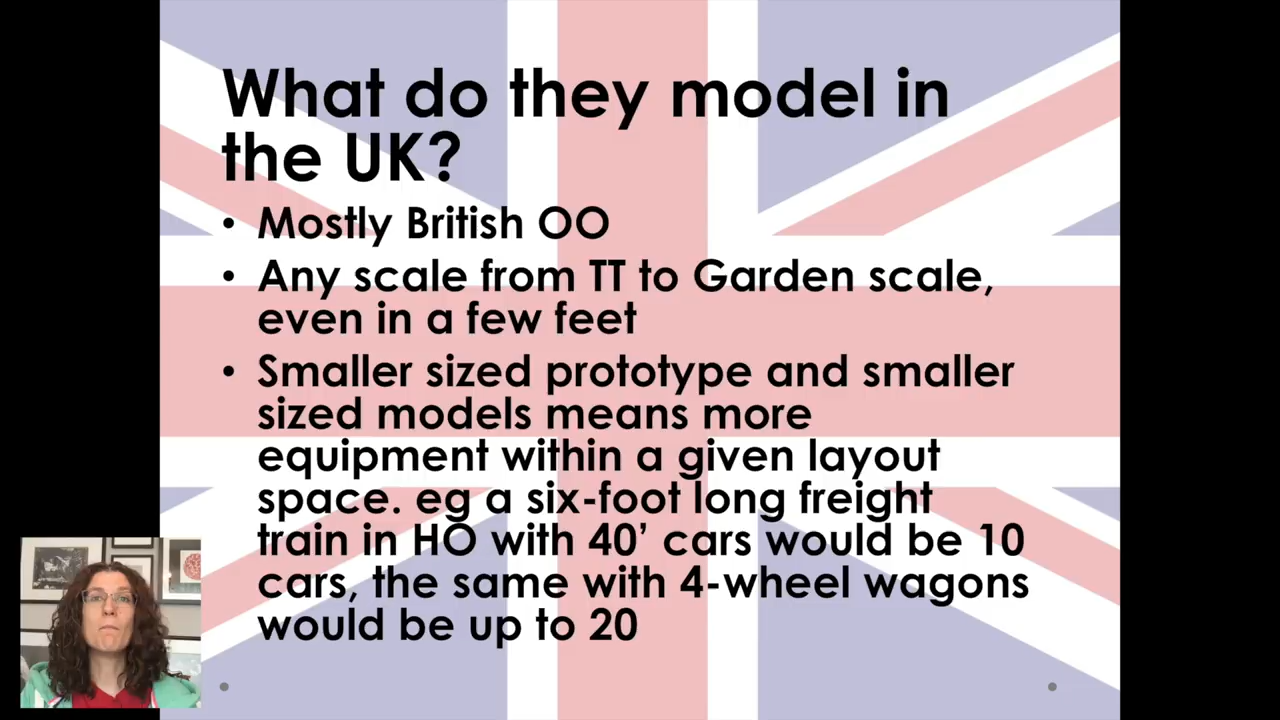 What do they model in
the UK?
• Mostly British OO
• Any scale from TT to Garden scale,
even in a few feet
• Smaller sized prototype and smaller
sized models means more
equipment within a given layout
space. eg a six-foot long freight
train in HO with 40’ cars would be 10
cars, the same with 4-wheel wagons
would be up to 20